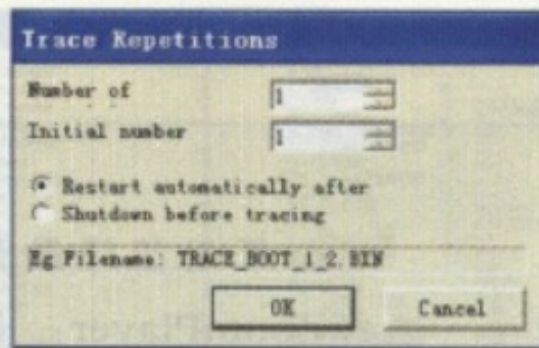 Trace Repetitions
Number of 1
Initial number 1
Restart automatically after
Shutdown before tracing
Eg Filename: TRACE_BOOT_1_2.BIN
OK Cancel